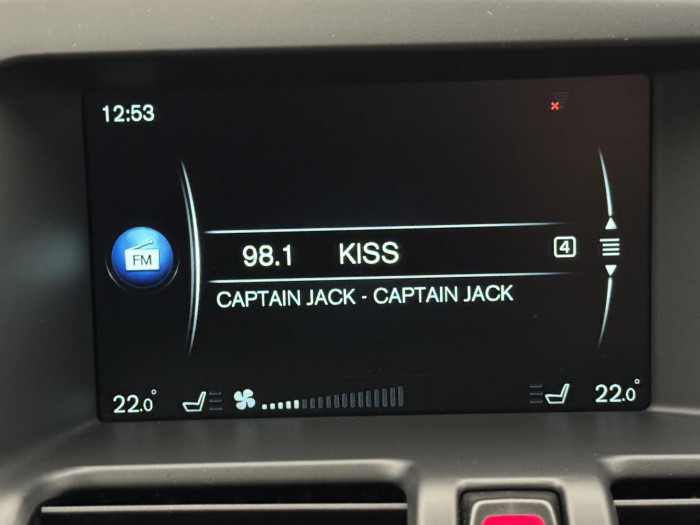 12:53
FM
98.1 KISS 4
CAPTAIN JACK - CAPTAIN JACK
22.0° 22.0°